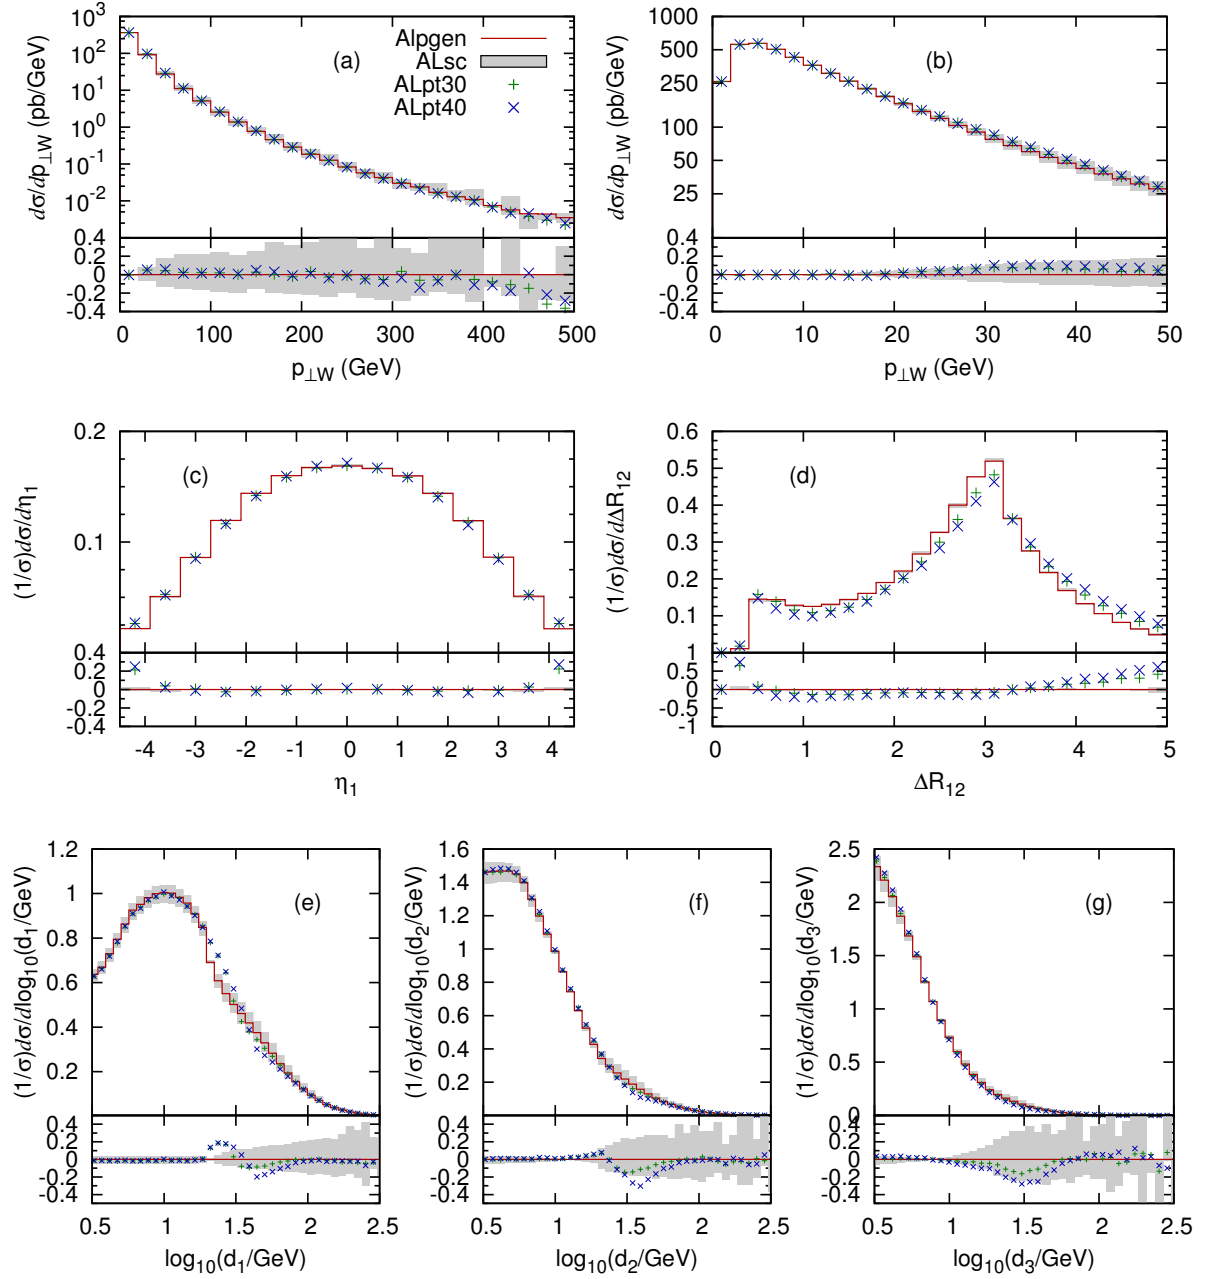 10³
10²
10¹
10⁰
10⁻¹
10⁻²
0.4
0.2
0
-0.2
-0.4
dσ/dp⊥W (pb/GeV)
(a)
Alpgen
ALsc
ALpt30
ALpt40
0 100 200 300 400 500
p⊥W (GeV)
1000
500
250
100
50
25
0.4
0.2
0
-0.2
-0.4
dσ/dp⊥W (pb/GeV)
(b)
0 10 20 30 40 50
p⊥W (GeV)
0.2
0.1
0.4
0.2
0
-0.2
-0.4
(1/σ)dσ/dη₁
(c)
-4 -3 -2 -1 0 1 2 3 4
η₁
0.6
0.5
0.4
0.3
0.2
0.1
1
0.5
0
-0.5
-1
(1/σ)dσ/dΔR₁₂
(d)
0 1 2 3 4 5
ΔR₁₂
1.2
1
0.8
0.6
0.4
0.2
0.4
0.2
0
-0.2
-0.4
(1/σ)dσ/dlog₁₀(d₁/GeV)
(e)
0.5 1 1.5 2 2.5
log₁₀(d₁/GeV)
1.6
1.4
1.2
1
0.8
0.6
0.4
0.2
0.4
0.2
0
-0.2
-0.4
(1/σ)dσ/dlog₁₀(d₂/GeV)
(f)
0.5 1 1.5 2 2.5
log₁₀(d₂/GeV)
2.5
2
1.5
1
0.5
0
0.4
0.2
0
-0.2
-0.4
(1/σ)dσ/dlog₁₀(d₃/GeV)
(g)
0.5 1 1.5 2 2.5
log₁₀(d₃/GeV)